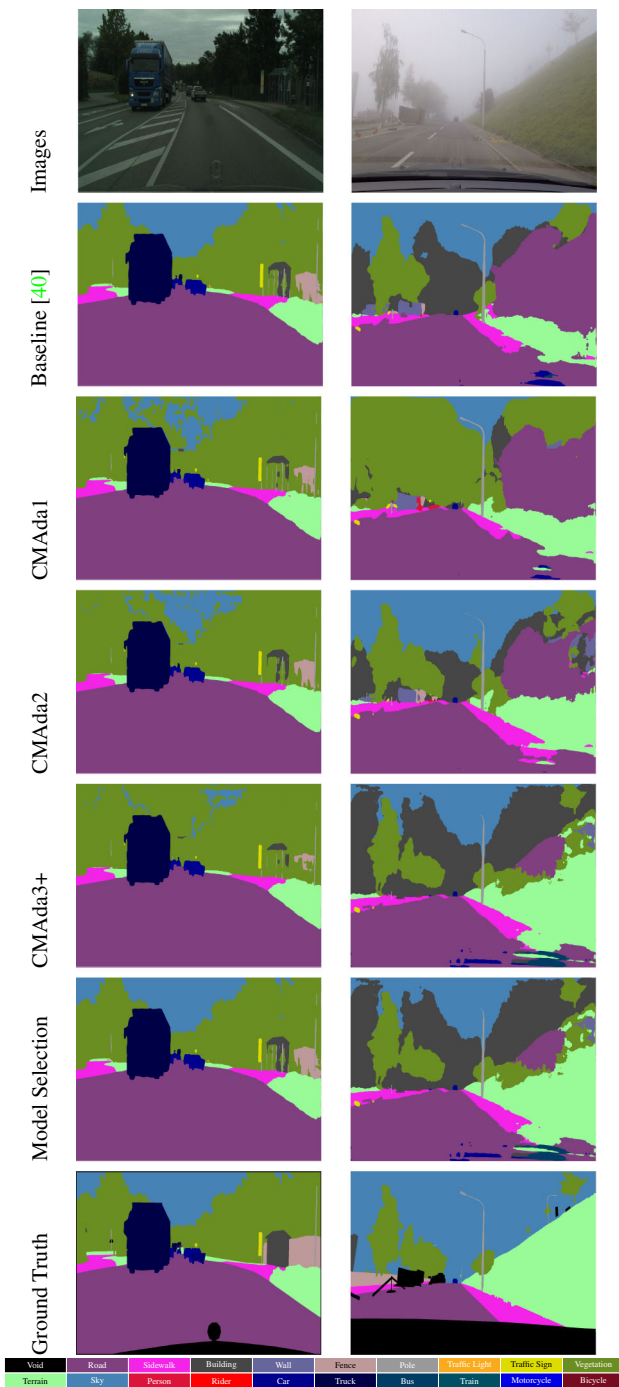 Images
Baseline [40]
CMAda1
CMAda2
CMAda3+
Model Selection
Ground Truth
Void Road Sidewalk Building Wall Fence Pole Traffic Light Traffic Sign Vegetation
Terrain Sky Person Rider Car Truck Bus Train Motorcycle Bicycle